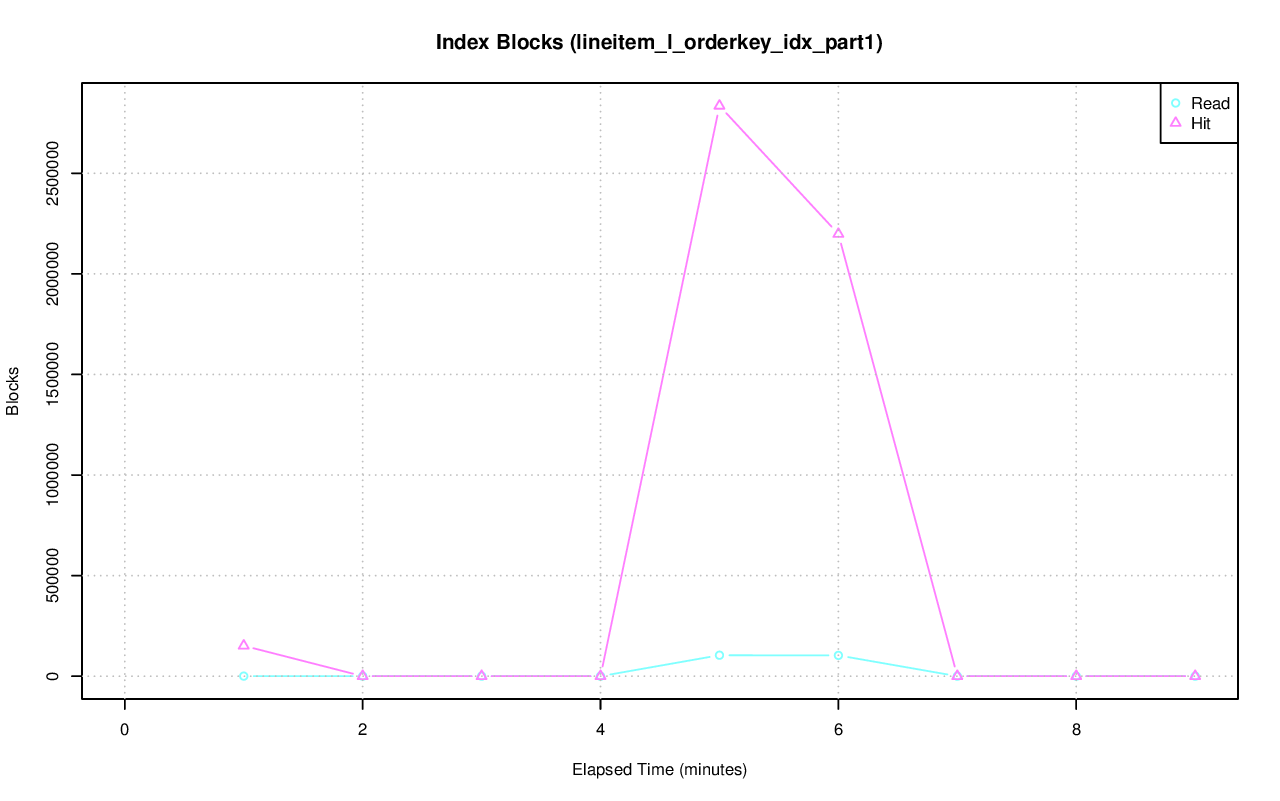 Index Blocks (lineitem_l_orderkey_idx_part1)
Read
Hit
2500000
2000000
1500000
1000000
500000
0
Blocks
0 2 4 6 8
Elapsed Time (minutes)